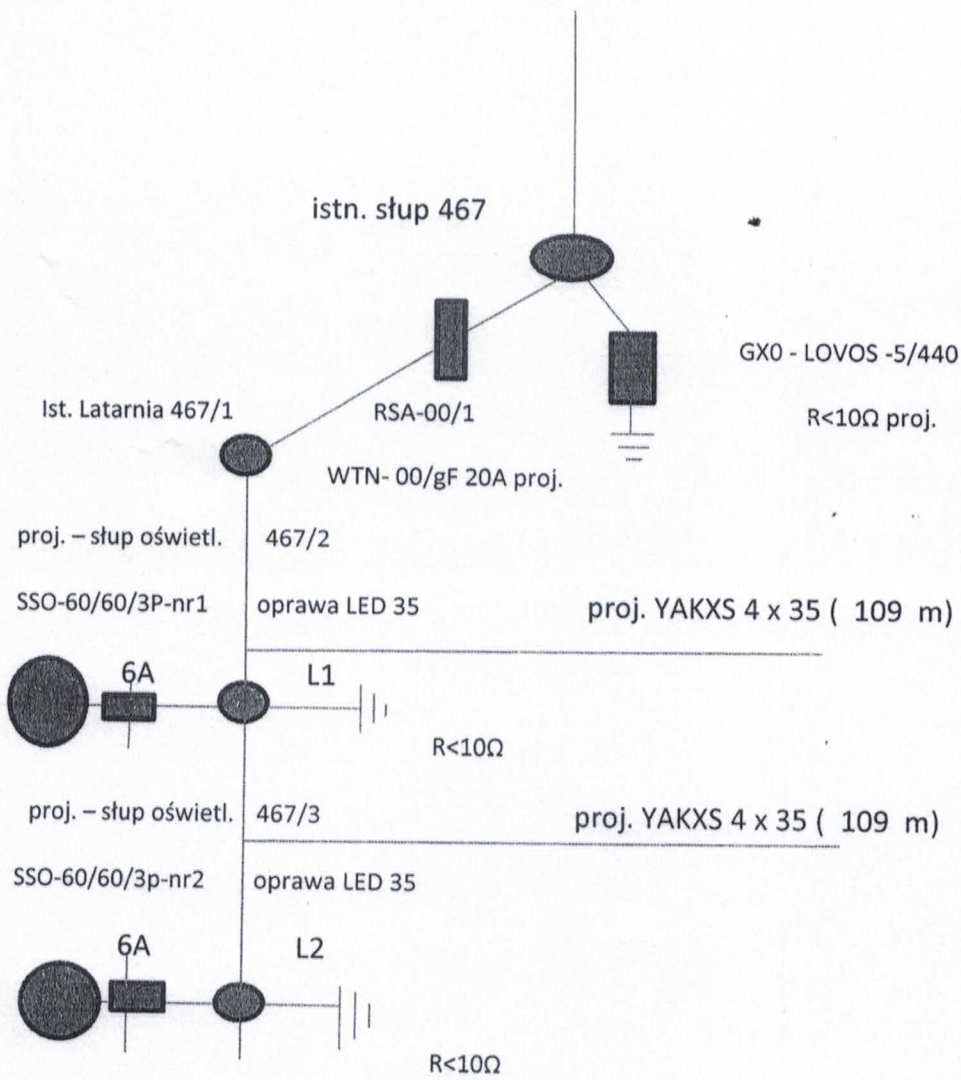 istn. słup 467
GX0 - LOVOS -5/440
Ist. Latarnia 467/1
RSA-00/1
R<10Ω proj.
WTN- 00/gF 20A proj.
proj. – słup oświetl. 467/2
SSO-60/60/3P-nr1 oprawa LED 35
proj. YAKXS 4 x 35 ( 109 m)
6A
L1
R<10Ω
proj. – słup oświetl. 467/3
proj. YAKXS 4 x 35 ( 109 m)
SSO-60/60/3p-nr2 oprawa LED 35
6A
L2
R<10Ω